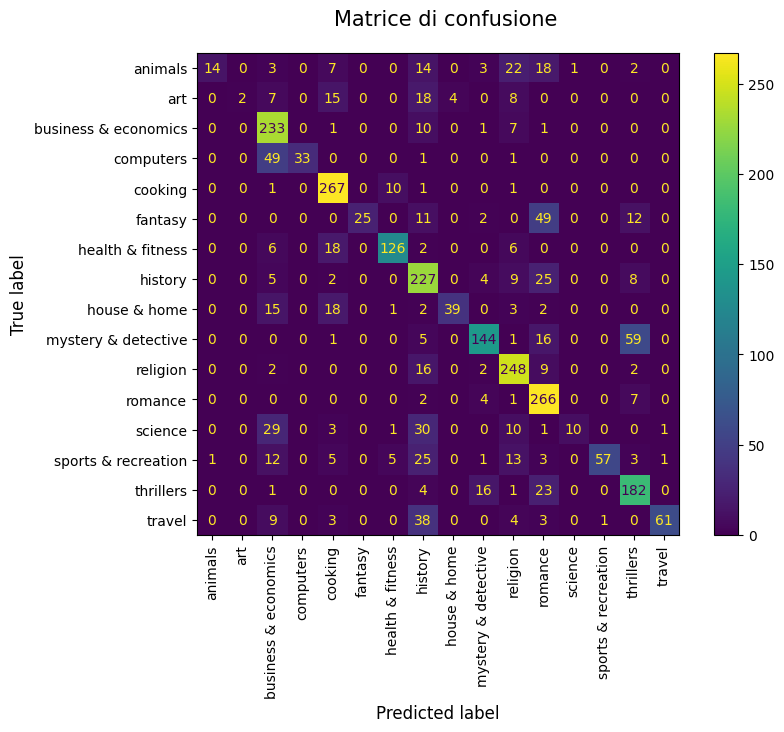 Matrice di confusione
True label
animals 14 0 3 0 7 0 0 14 0 3 22 18 1 0 2 0
art 0 2 7 0 15 0 0 18 4 0 8 0 0 0 0 0
business & economics 0 0 233 0 1 0 0 10 0 1 7 1 0 0 0 0
computers 0 0 49 33 0 0 0 1 0 0 1 0 0 0 0 0
cooking 0 0 1 0 267 0 10 1 0 0 1 0 0 0 0 0
fantasy 0 0 0 0 0 25 0 11 0 2 0 49 0 0 12 0
health & fitness 0 0 6 0 18 0 126 2 0 0 6 0 0 0 0 0
history 0 0 5 0 2 0 0 227 0 4 9 25 0 0 8 0
house & home 0 0 15 0 18 0 1 2 39 0 3 2 0 0 0 0
mystery & detective 0 0 0 0 1 0 0 5 0 144 1 16 0 0 59 0
religion 0 0 2 0 0 0 0 16 0 2 248 9 0 0 2 0
romance 0 0 0 0 0 0 0 2 0 4 1 266 0 0 7 0
science 0 0 29 0 3 0 1 30 0 0 10 1 10 0 0 1
sports & recreation 1 0 12 0 5 0 5 25 0 1 13 3 0 57 3 1
thrillers 0 0 1 0 0 0 0 4 0 16 1 23 0 0 182 0
travel 0 0 9 0 3 0 0 38 0 0 4 3 0 1 0 61
animals
art
business & economics
computers
cooking
fantasy
health & fitness
history
house & home
mystery & detective
religion
romance
science
sports & recreation
thrillers
travel
Predicted label
250
200
150
100
50
0